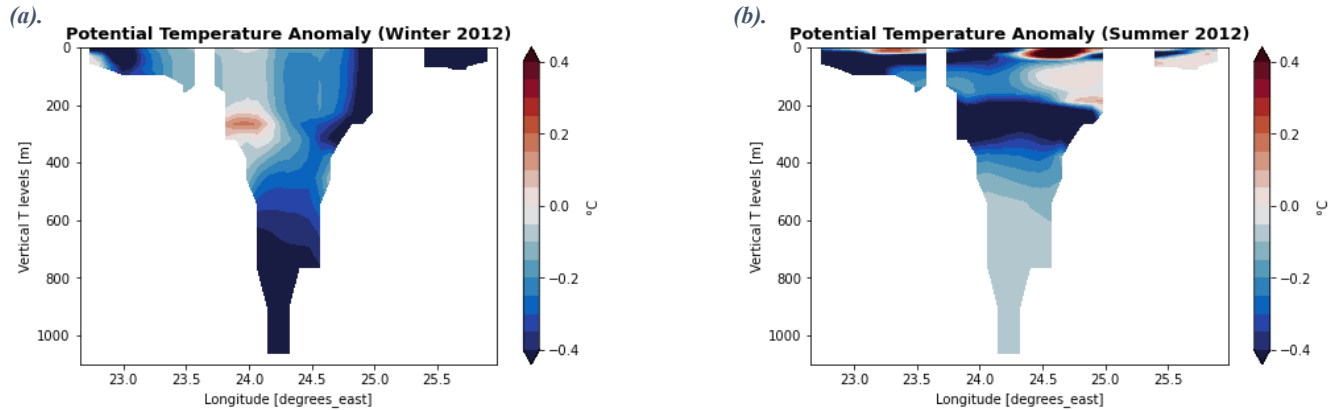 (a).
Potential Temperature Anomaly (Winter 2012)
0
200
400
600
800
1000
Vertical T levels [m]
23.0 23.5 24.0 24.5 25.0 25.5
Longitude [degrees_east]
0.4
0.2
0.0
−0.2
−0.4
°C
(b).
Potential Temperature Anomaly (Summer 2012)
0
200
400
600
800
1000
Vertical T levels [m]
23.0 23.5 24.0 24.5 25.0 25.5
Longitude [degrees_east]
0.4
0.2
0.0
−0.2
−0.4
°C